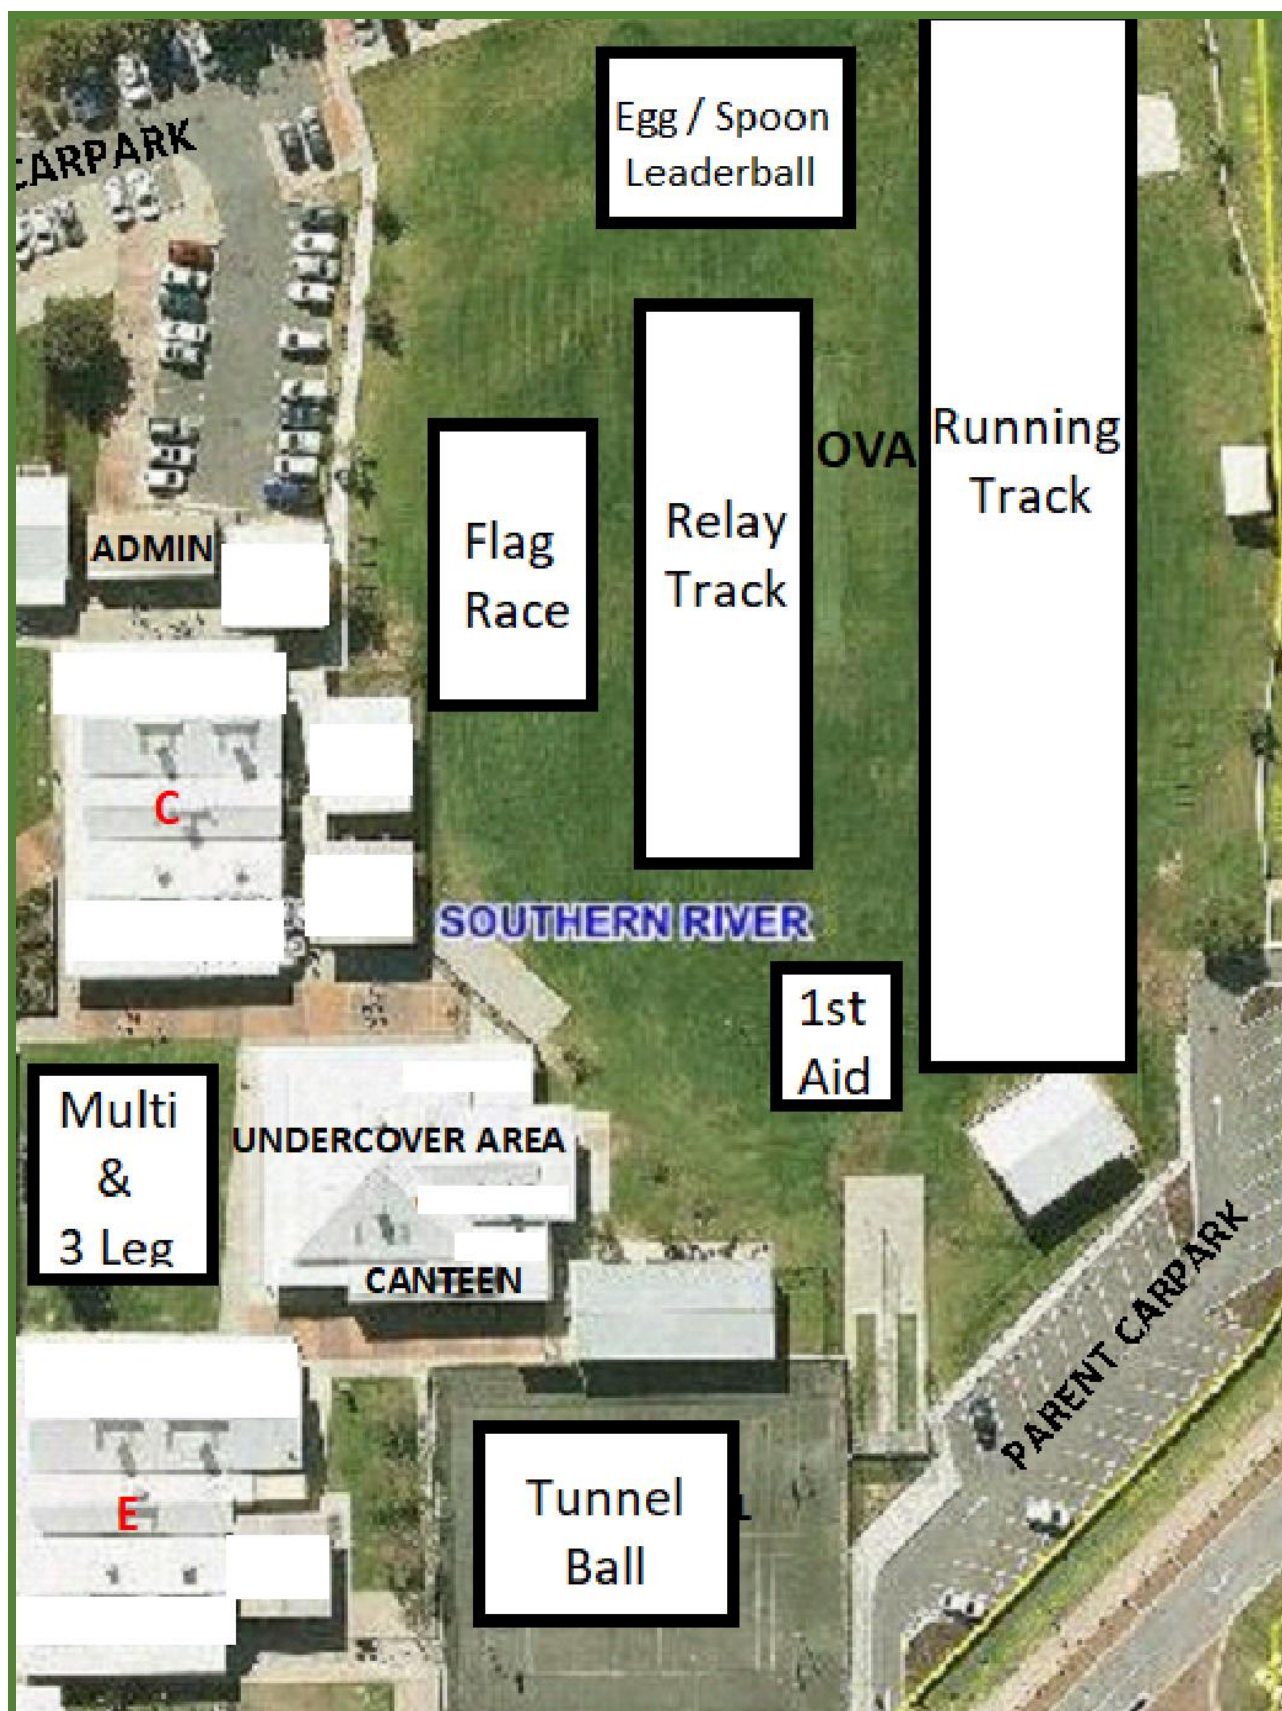 Egg / Spoon
Leaderball
CARPARK
OVA
Running
Track
Relay
Track
Flag
Race
ADMIN
C
SOUTHERN RIVER
1st
Aid
Multi
&
3 Leg
UNDERCOVER AREA
CANTEEN
PARENT CARPARK
E
Tunnel
Ball